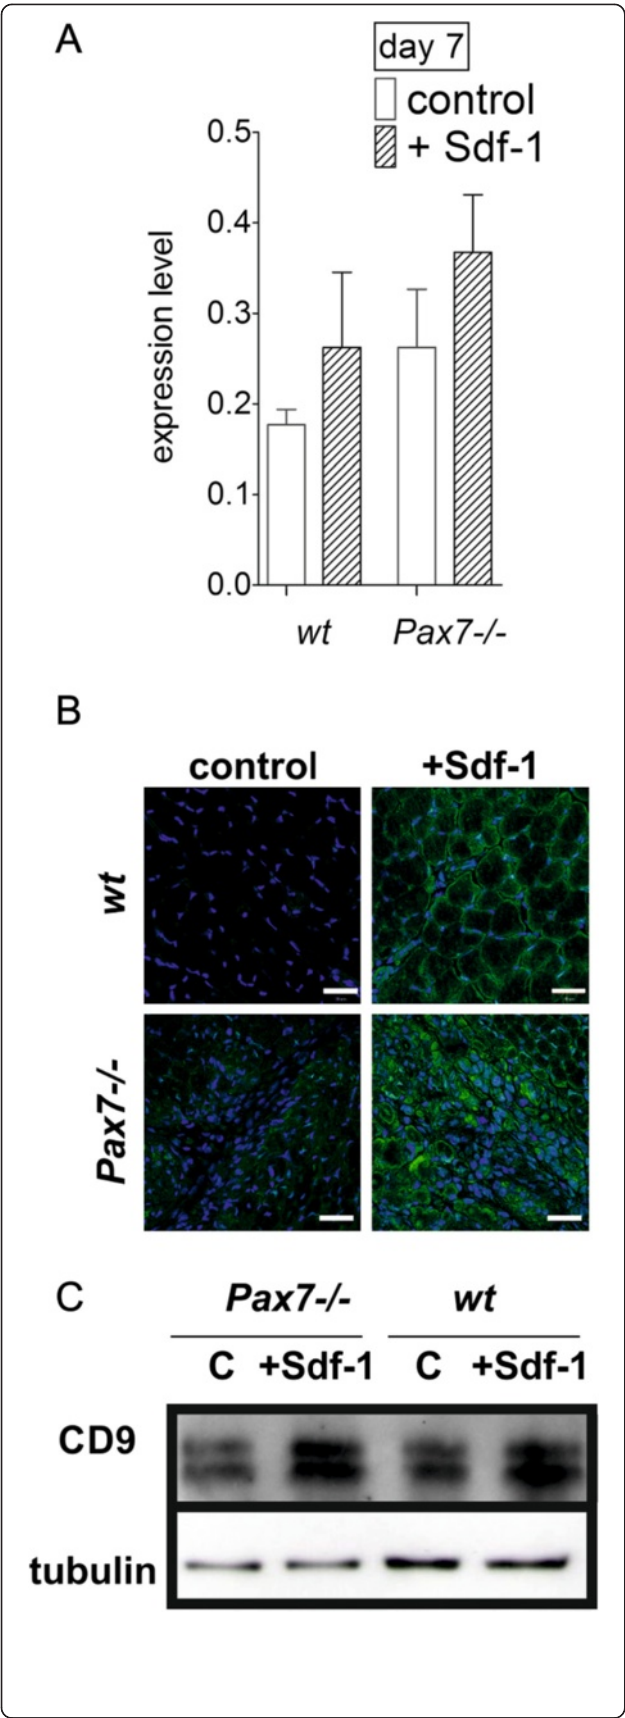 A
day 7
control
+ Sdf-1
0.5
0.4
0.3
0.2
0.1
0.0
expression level
wt
Pax7-/-
B
control
+Sdf-1
wt
Pax7-/-
C
Pax7-/-
wt
C
+Sdf-1
C
+Sdf-1
CD9
tubulin